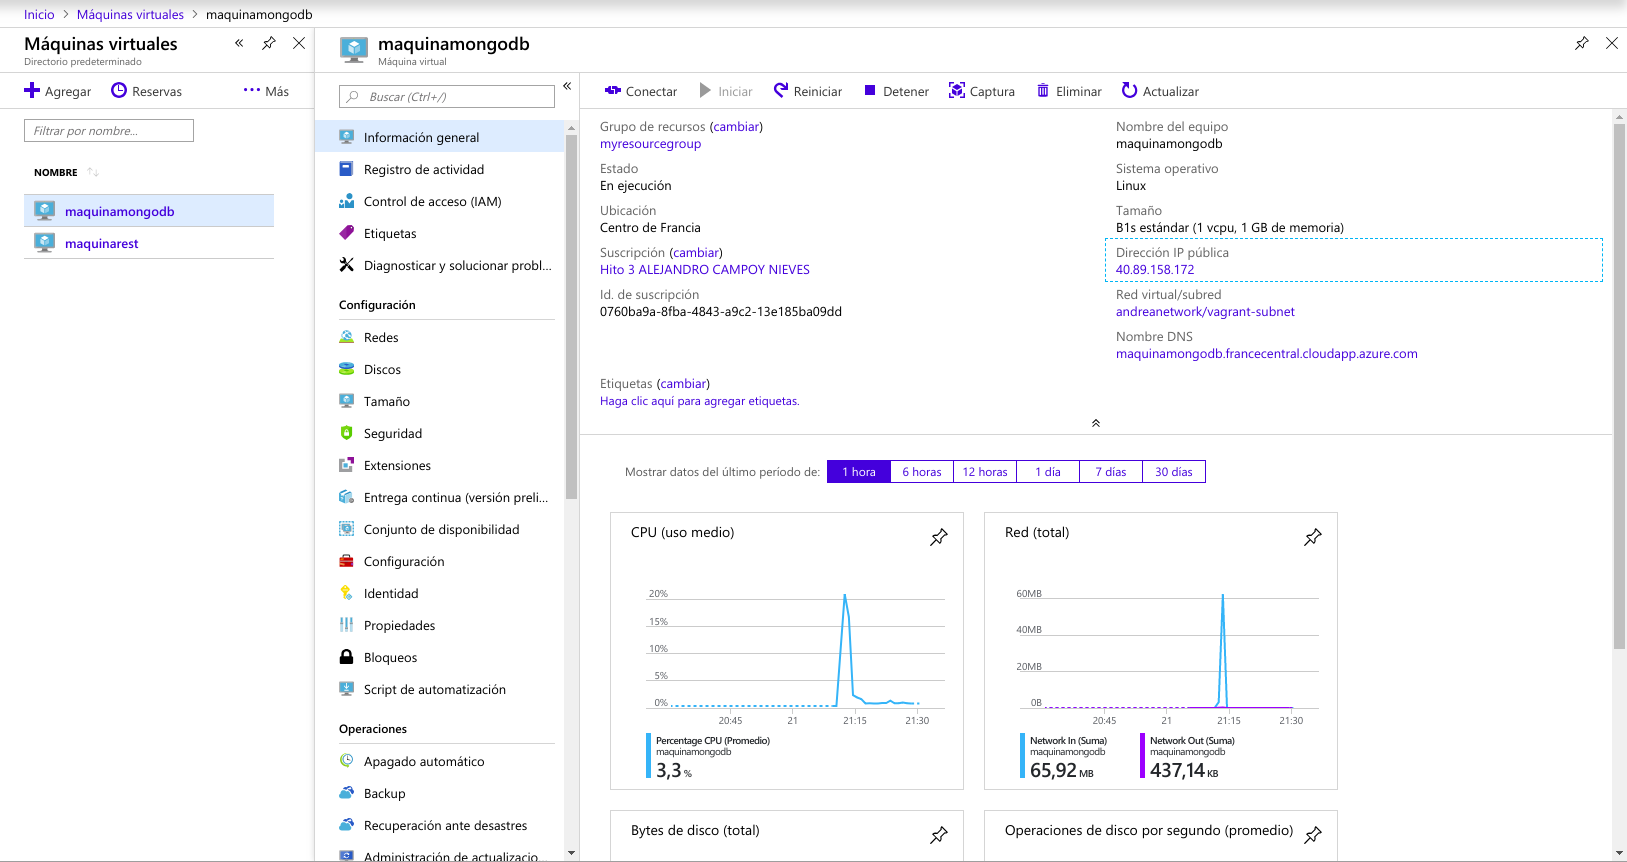 Inicio > Máquinas virtuales > maquinamongodb
Máquinas virtuales
Directorio predeterminado
Agregar
Reservas
Más
Filtrar por nombre...
NOMBRE
maquinamongodb
maquinarest
maquinamongodb
Máquina virtual
Buscar (Ctrl+/)
Información general
Registro de actividad
Control de acceso (IAM)
Etiquetas
Diagnosticar y solucionar probl...
Configuración
Redes
Discos
Tamaño
Seguridad
Extensiones
Entrega continua (versión preli...
Conjunto de disponibilidad
Configuración
Identidad
Propiedades
Bloqueos
Script de automatización
Operaciones
Apagado automático
Backup
Recuperación ante desastres
Administración de actualizacio...
Conectar
Iniciar
Reiniciar
Detener
Captura
Eliminar
Actualizar
Grupo de recursos (cambiar)
myresourcegroup
Estado
En ejecución
Ubicación
Centro de Francia
Suscripción (cambiar)
Hito 3 ALEJANDRO CAMPOY NIEVES
Id. de suscripción
0760ba9a-8fba-4843-a9c2-13e185ba09dd
Nombre del equipo
maquinamongodb
Sistema operativo
Linux
Tamaño
B1s estándar (1 vcpu, 1 GB de memoria)
Dirección IP pública
40.89.158.172
Red virtual/subred
andreanetwork/vagrant-subnet
Nombre DNS
maquinamongodb.francecentral.cloudapp.azure.com
Etiquetas (cambiar)
Haga clic aquí para agregar etiquetas.
Mostrar datos del último período de:
1 hora
6 horas
12 horas
1 día
7 días
30 días
CPU (uso medio)
20%
15%
10%
5%
0%
20:45
21
21:15
21:30
Percentage CPU (Promedio)
maquinamongodb
3,3 %
Red (total)
60MB
40MB
20MB
0B
20:45
21
21:15
21:30
Network In (Suma)
maquinamongodb
65,92 MB
Network Out (Suma)
maquinamongodb
437,14 KB
Bytes de disco (total)
Operaciones de disco por segundo (promedio)